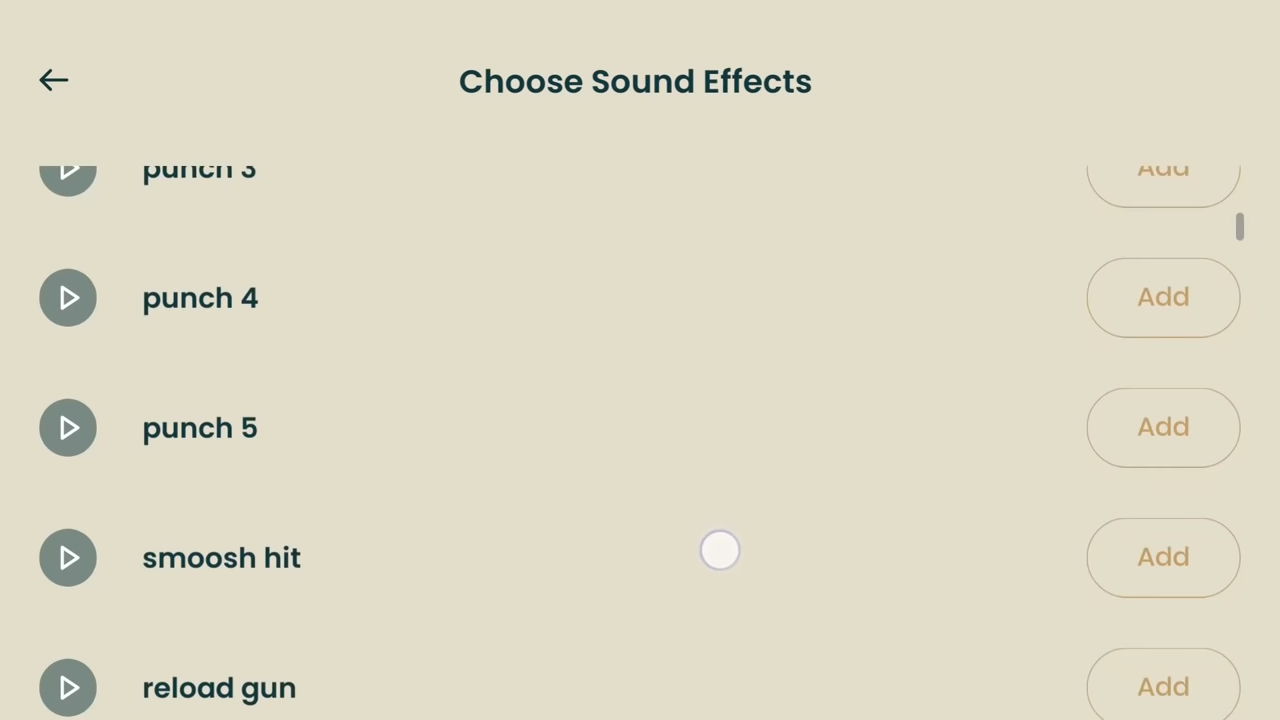 Choose Sound Effects
punch 3 Add
punch 4 Add
punch 5 Add
smoosh hit Add
reload gun Add